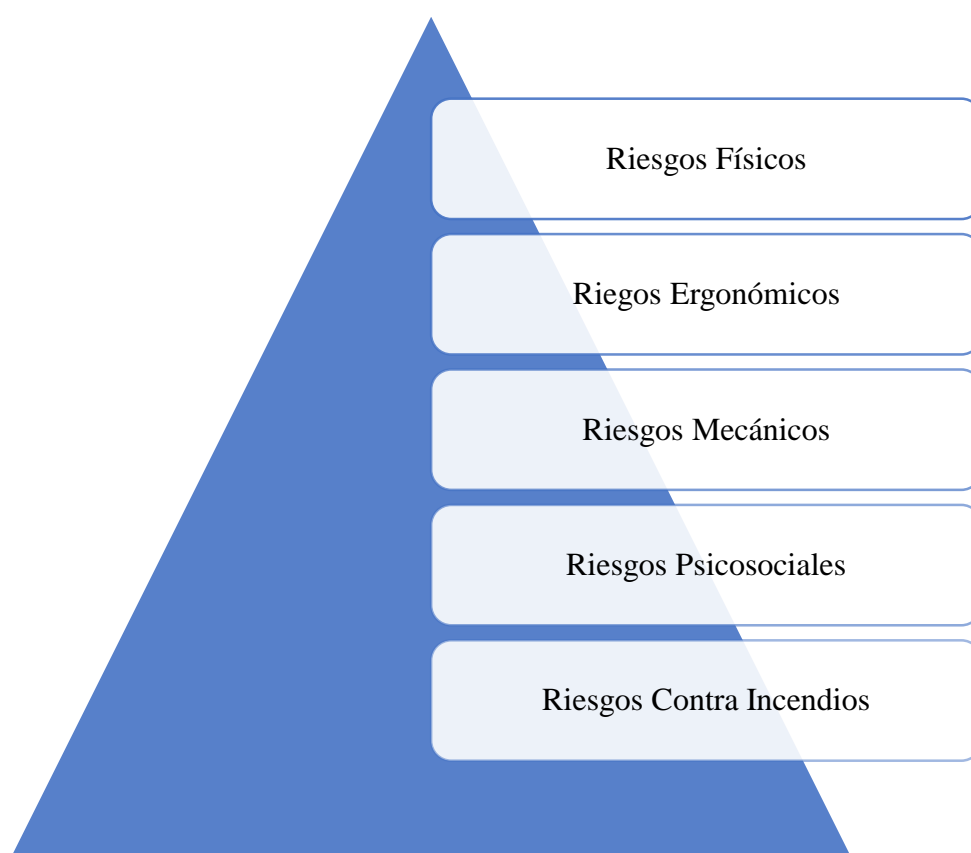 Riesgos Físicos
Riegos Ergonómicos
Riesgos Mecánicos
Riesgos Psicosociales
Riesgos Contra Incendios